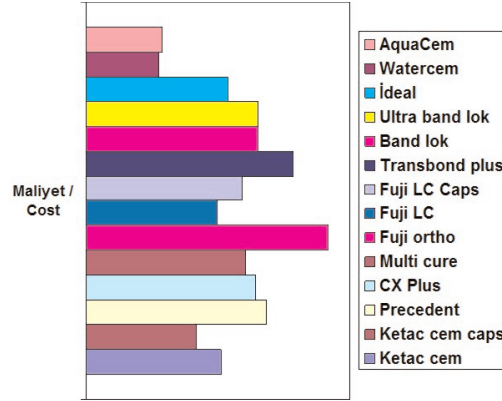 Maliyet /
Cost
AquaCem
Watercem
İdeal
Ultra band lok
Band lok
Transbond plus
Fuji LC Caps
Fuji LC
Fuji ortho
Multi cure
CX Plus
Precedent
Ketac cem caps
Ketac cem